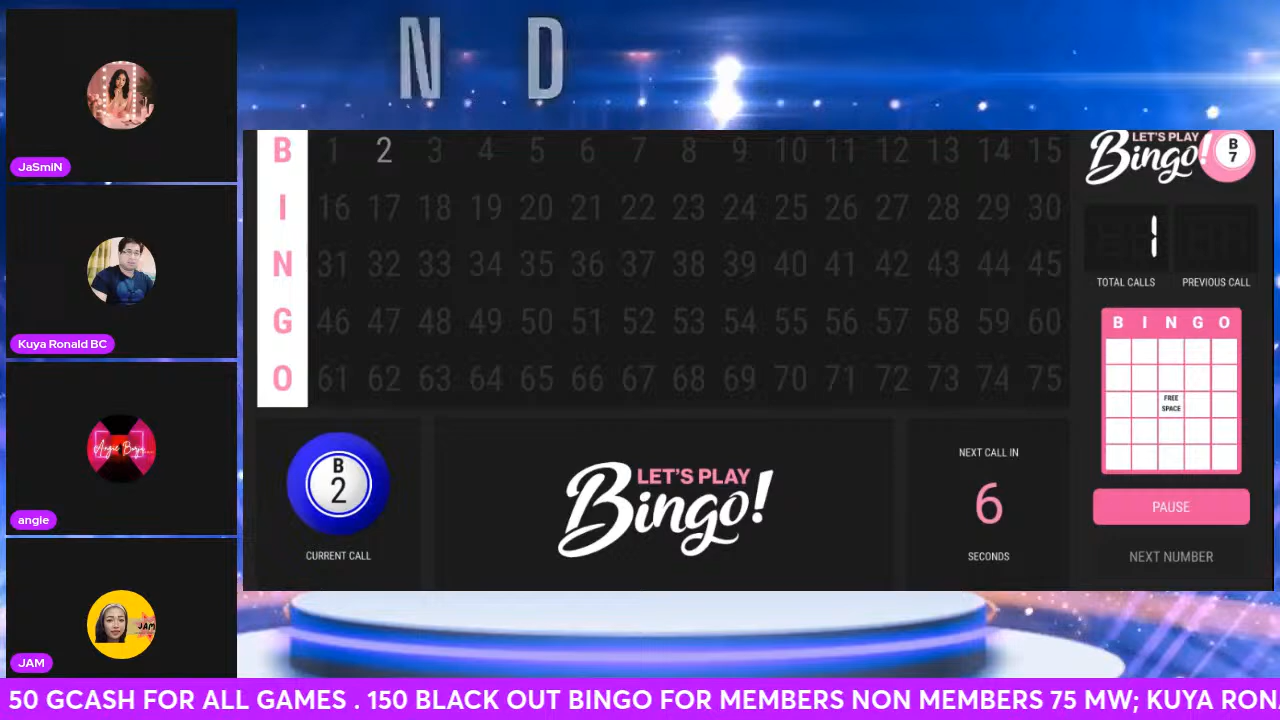 N D
JaSmIN
Kuya Ronald BC
angie
JAM
B 1 2 3 4 5 6 7 8 9 10 11 12 13 14 15
I 16 17 18 19 20 21 22 23 24 25 26 27 28 29 30
N 31 32 33 34 35 36 37 38 39 40 41 42 43 44 45
G 46 47 48 49 50 51 52 53 54 55 56 57 58 59 60
O 61 62 63 64 65 66 67 68 69 70 71 72 73 74 75
LET'S PLAY
Bingo!
B
7
1
TOTAL CALLS
PREVIOUS CALL
B I N G O
FREE
SPACE
B
2
CURRENT CALL
LET'S PLAY
Bingo!
NEXT CALL IN
6
SECONDS
PAUSE
NEXT NUMBER
JAM
50 GCASH FOR ALL GAMES . 150 BLACK OUT BINGO FOR MEMBERS NON MEMBERS 75 MW; KUYA RON